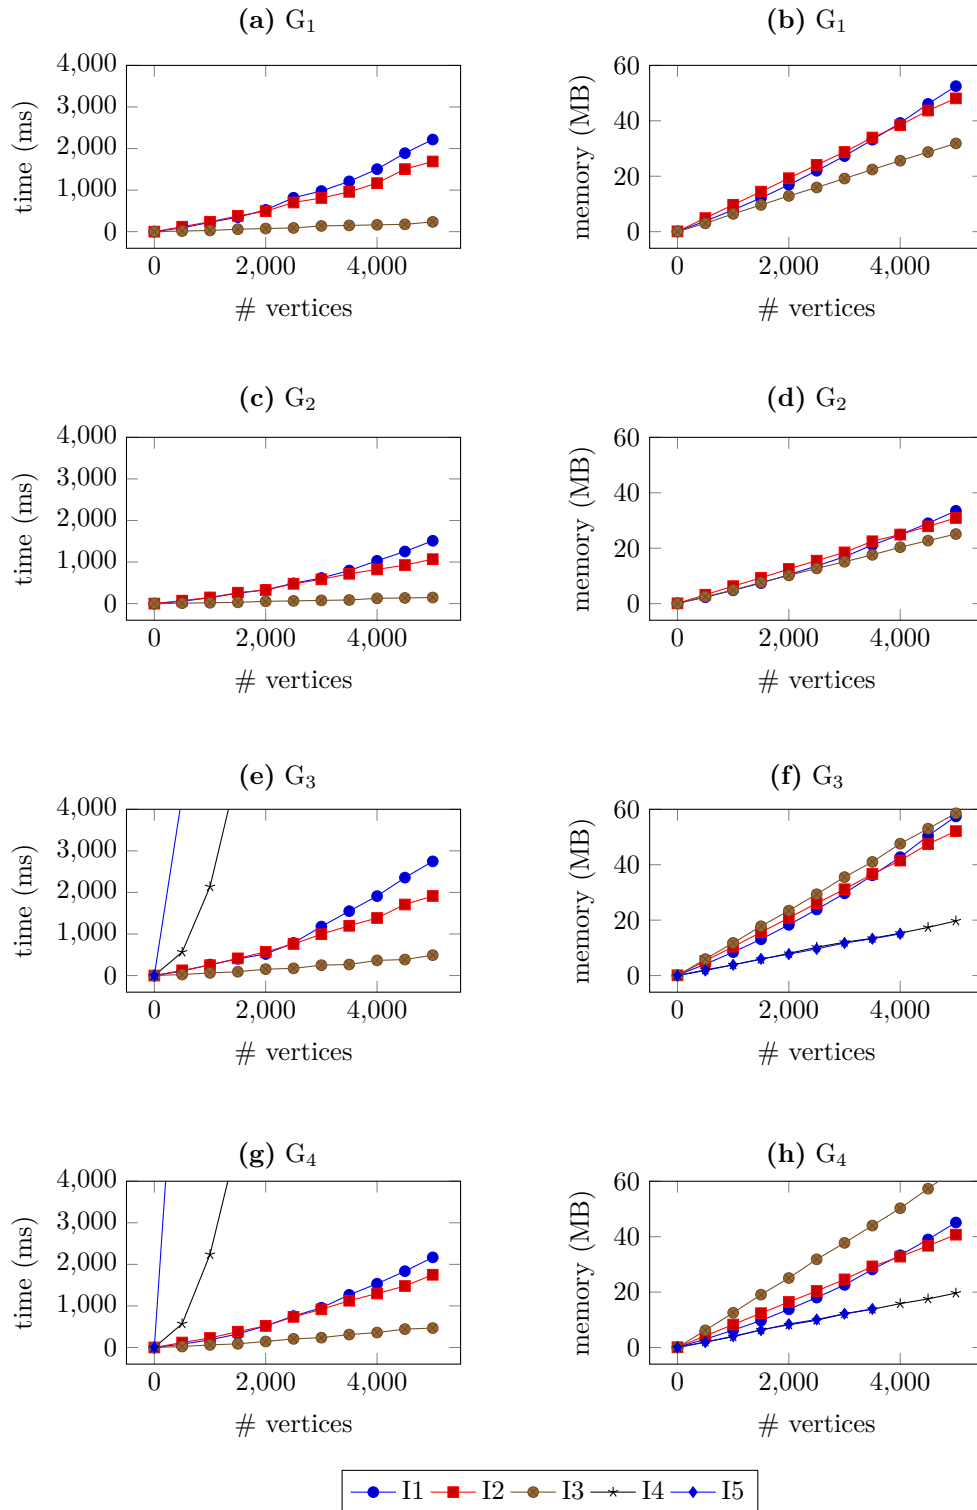 (a) G₁
(b) G₁
time (ms)
4,000
3,000
2,000
1,000
0
0 2,000 4,000
# vertices
memory (MB)
60
40
20
0
0 2,000 4,000
# vertices
(c) G₂
(d) G₂
time (ms)
4,000
3,000
2,000
1,000
0
0 2,000 4,000
# vertices
memory (MB)
60
40
20
0
0 2,000 4,000
# vertices
(e) G₃
(f) G₃
time (ms)
4,000
3,000
2,000
1,000
0
0 2,000 4,000
# vertices
memory (MB)
60
40
20
0
0 2,000 4,000
# vertices
(g) G₄
(h) G₄
time (ms)
4,000
3,000
2,000
1,000
0
0 2,000 4,000
# vertices
memory (MB)
60
40
20
0
0 2,000 4,000
# vertices
I1 I2 I3 I4 I5